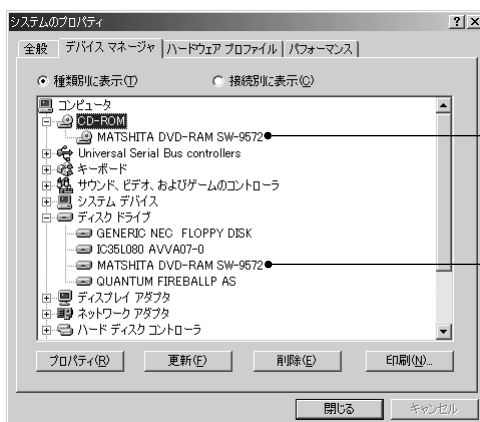 システムのプロパティ
全般 デバイス マネージャ ハードウェア プロファイル パフォーマンス
種類別に表示(T) 接続別に表示(C)
コンピュータ
CD-ROM
MATSHITA DVD-RAM SW-9572
Universal Serial Bus controllers
キーボード
サウンド、ビデオ、およびゲームのコントローラ
システム デバイス
ディスク ドライブ
GENERIC NEC FLOPPY DISK
IC35L080 AVVA07-0
MATSHITA DVD-RAM SW-9572
QUANTUM FIREBALLP AS
ディスプレイ アダプタ
ネットワーク アダプタ
ハード ディスク コントローラ
プロパティ(R) 更新(F) 削除(E) 印刷(N)...
閉じる キャンセル